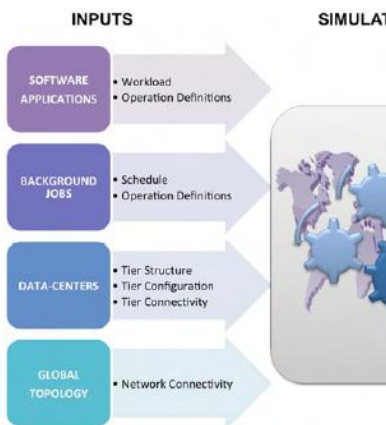 INPUTS
SIMULAT
SOFTWARE
APPLICATIONS
• Workload
• Operation Definitions
BACKGROUND
JOBS
• Schedule
• Operation Definitions
DATA-CENTERS
• Tier Structure
• Tier Configuration
• Tier Connectivity
GLOBAL
TOPOLOGY
• Network Connectivity